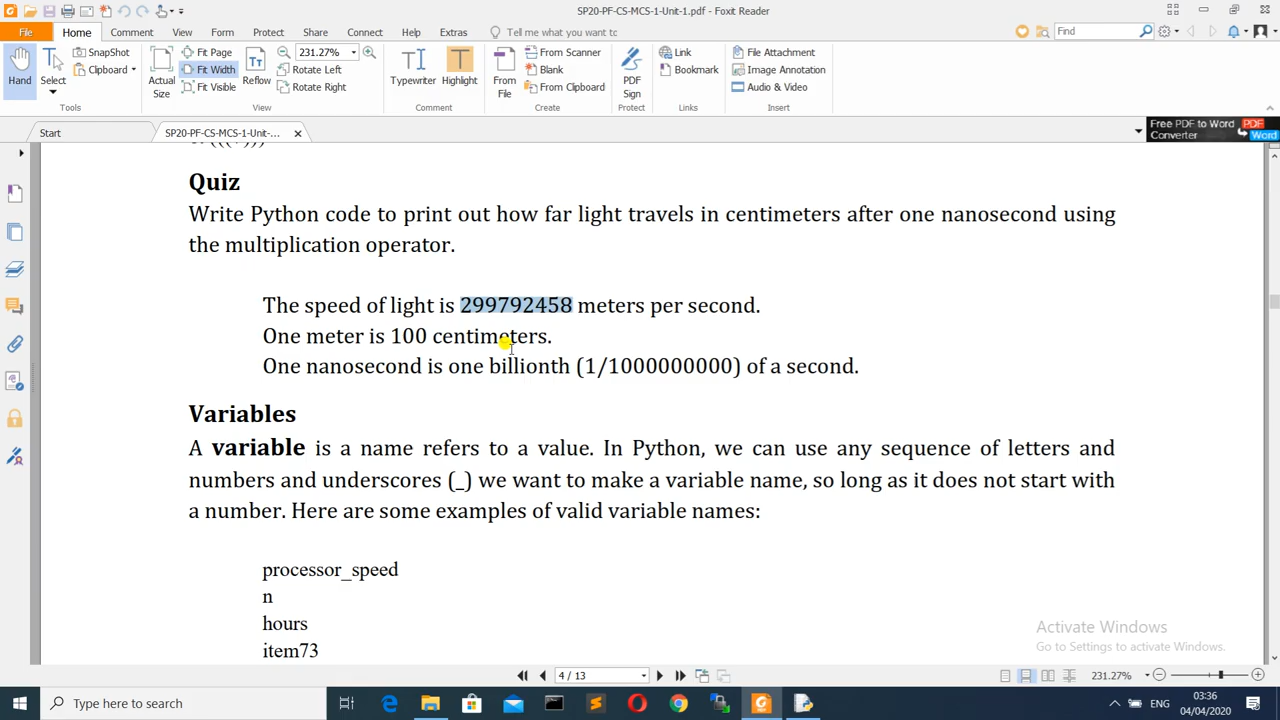 SP20-PF-CS-MCS-1-Unit-1.pdf - Foxit Reader
File Home Comment View Form Protect Share Connect Help Extras Tell me what you want tc Find
SnapShot Fit Page 231.27% From Scanner Link File Attachment
Clipboard Fit Width Rotate Left Blank Bookmark Image Annotation
Hand Select Actual Size Fit Visible Reflow Rotate Right Typewriter Highlight From File From Clipboard PDF Sign Audio & Video
Tools View Comment Create Protect Links Insert
Start SP20-PF-CS-MCS-1-Unit-... Free PDF to Word Converter PDF Word
Quiz
Write Python code to print out how far light travels in centimeters after one nanosecond using
the multiplication operator.
The speed of light is 299792458 meters per second.
One meter is 100 centimeters.
One nanosecond is one billionth (1/1000000000) of a second.
Variables
A variable is a name refers to a value. In Python, we can use any sequence of letters and
numbers and underscores (_) we want to make a variable name, so long as it does not start with
a number. Here are some examples of valid variable names:
processor_speed
n
hours
item73
Activate Windows
Go to Settings to activate Windows.
4 / 13 231.27%
Type here to search ENG 03:36
04/04/2020